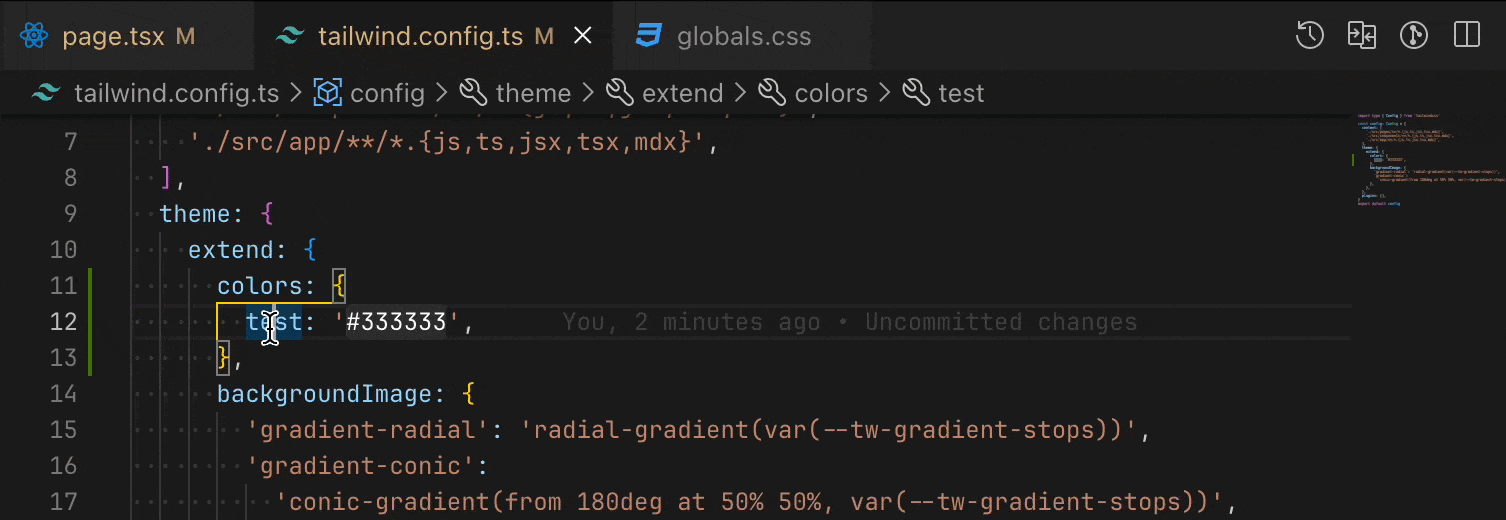 page.tsx M tailwind.config.ts M globals.css
tailwind.config.ts > config > theme > extend > colors > test
7 './src/app/**/*.{js,ts,jsx,tsx,mdx}',
8 ],
9 theme: {
10 extend: {
11 colors: {
12 test: '#333333', You, 2 minutes ago • Uncommitted changes
13 },
14 backgroundImage: {
15 'gradient-radial': 'radial-gradient(var(--tw-gradient-stops))',
16 'gradient-conic':
17 'conic-gradient(from 180deg at 50% 50%, var(--tw-gradient-stops))',